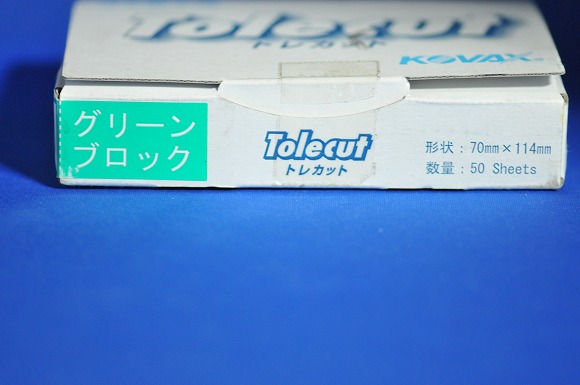 Tolecut
トレカット
KOVAX
グリーン
ブロック
Tolecut
トレカット
形状：70mm×114mm
数量：50 Sheets